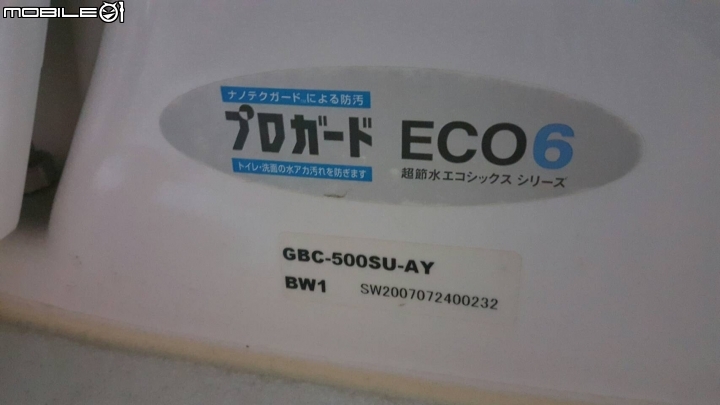 MOBILE01
ナノテクガード™による防汚
プロガード
トイレ・洗面の水アカ汚れを防ぎます
ECO6
超節水エコシックス シリーズ
GBC-500SU-AY
BW1 SW2007072400232